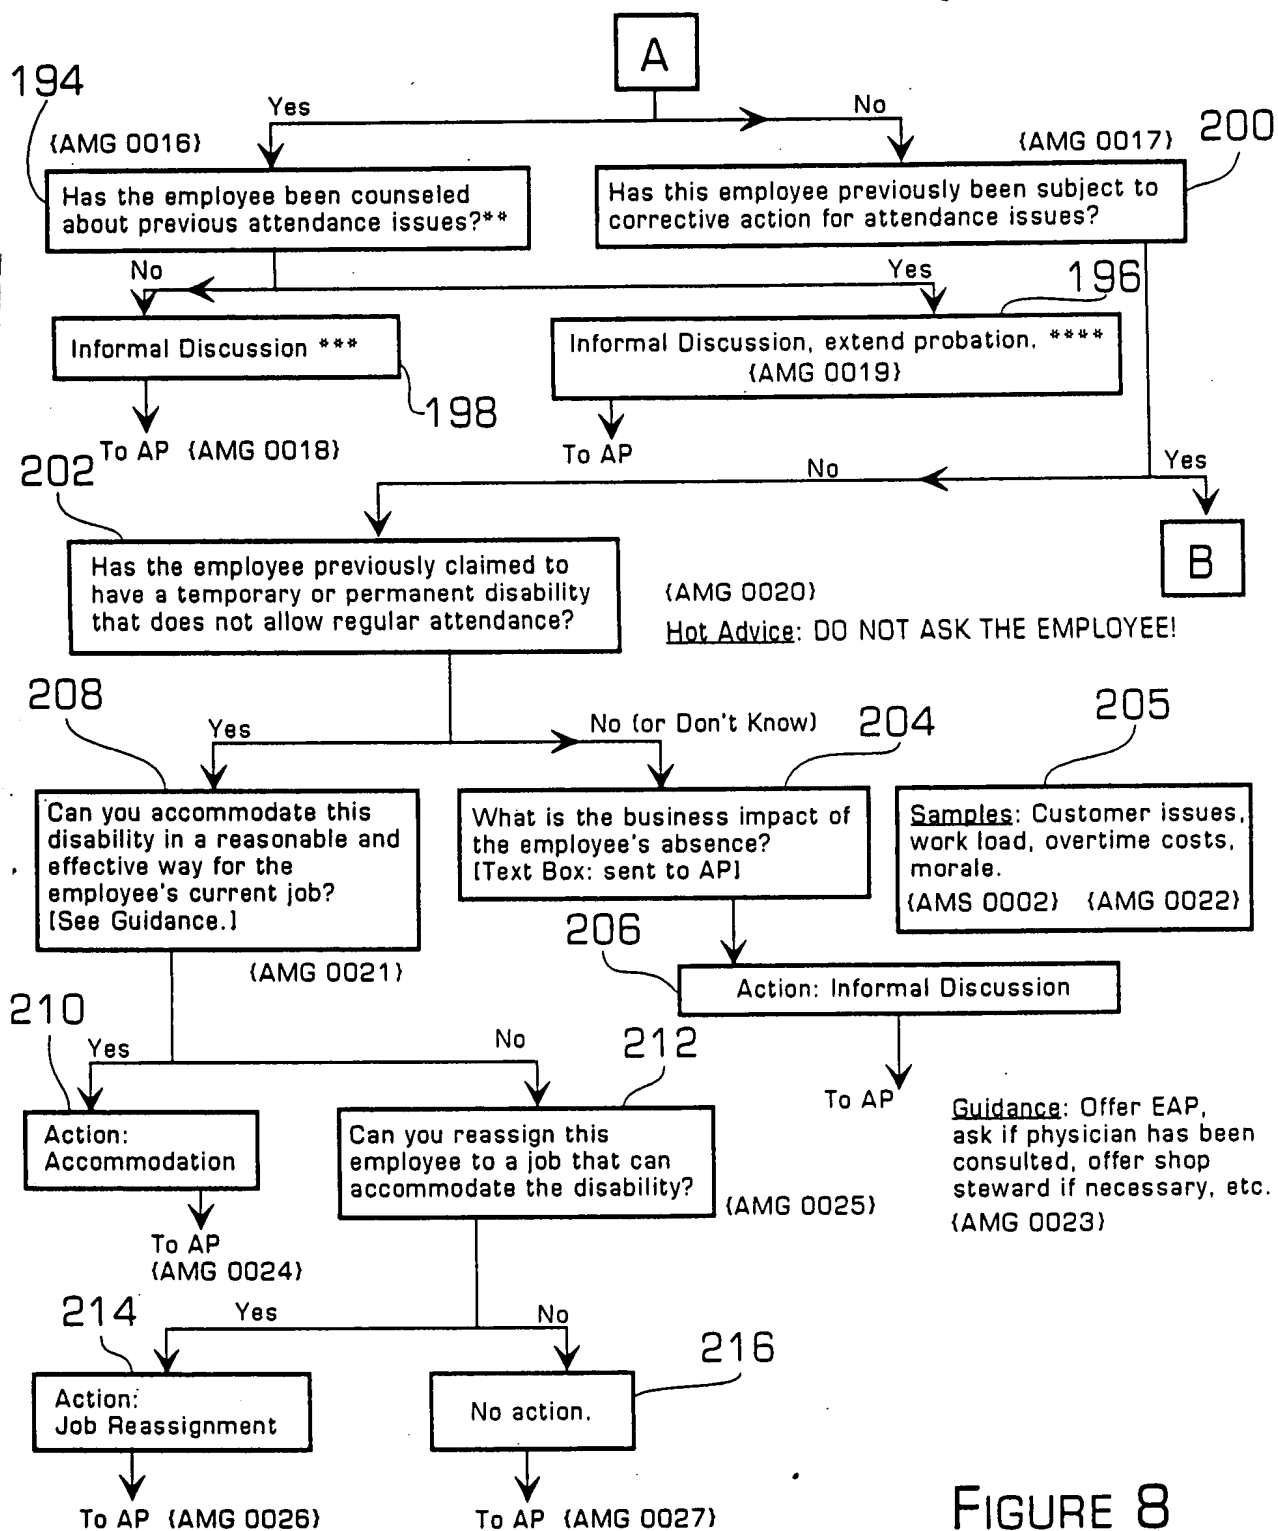 A
194
Yes
No
200
{AMG 0016}
{AMG 0017}
Has the employee been counseled
about previous attendance issues?**
Has this employee previously been subject to
corrective action for attendance issues?
No
Yes
196
Informal Discussion ***
Informal Discussion, extend probation. ****
{AMG 0019}
198
To AP {AMG 0018}
To AP
202
No
Yes
B
Has the employee previously claimed to
have a temporary or permanent disability
that does not allow regular attendance?
{AMG 0020}
Hot Advice: DO NOT ASK THE EMPLOYEE!
208
Yes
No (or Don't Know)
204
205
Can you accommodate this
disability in a reasonable and
effective way for the
employee's current job?
[See Guidance.]
{AMG 0021}
What is the business impact of
the employee's absence?
[Text Box: sent to AP]
Samples: Customer issues,
work load, overtime costs,
morale.
{AMS 0002} {AMG 0022}
206
Action: Informal Discussion
To AP
210
Yes
No
212
Action:
Accommodation
To AP
{AMG 0024}
Can you reassign this
employee to a job that can
accommodate the disability?
{AMG 0025}
Guidance: Offer EAP,
ask if physician has been
consulted, offer shop
steward if necessary, etc.
{AMG 0023}
214
Yes
No
216
Action:
Job Reassignment
No action.
To AP {AMG 0026}
To AP {AMG 0027}
FIGURE 8